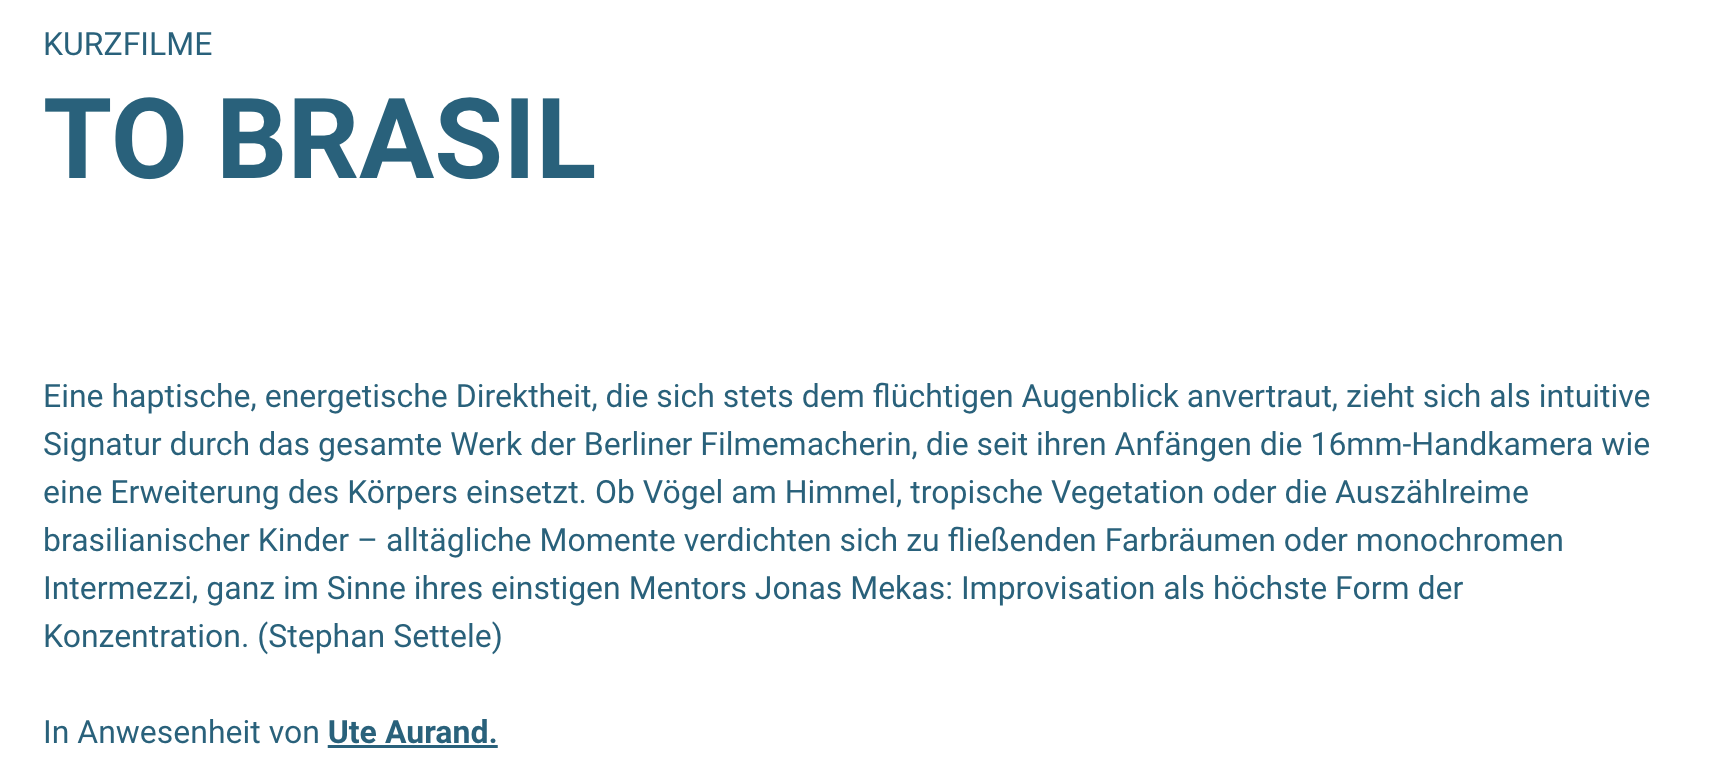 KURZFILME
TO BRASIL
Eine haptische, energetische Direktheit, die sich stets dem flüchtigen Augenblick anvertraut, zieht sich als intuitive
Signatur durch das gesamte Werk der Berliner Filmemacherin, die seit ihren Anfängen die 16mm-Handkamera wie
eine Erweiterung des Körpers einsetzt. Ob Vögel am Himmel, tropische Vegetation oder die Auszählreime
brasilianischer Kinder – alltägliche Momente verdichten sich zu fließenden Farbräumen oder monochromen
Intermezzi, ganz im Sinne ihres einstigen Mentors Jonas Mekas: Improvisation als höchste Form der
Konzentration. (Stephan Settele)
In Anwesenheit von Ute Aurand.